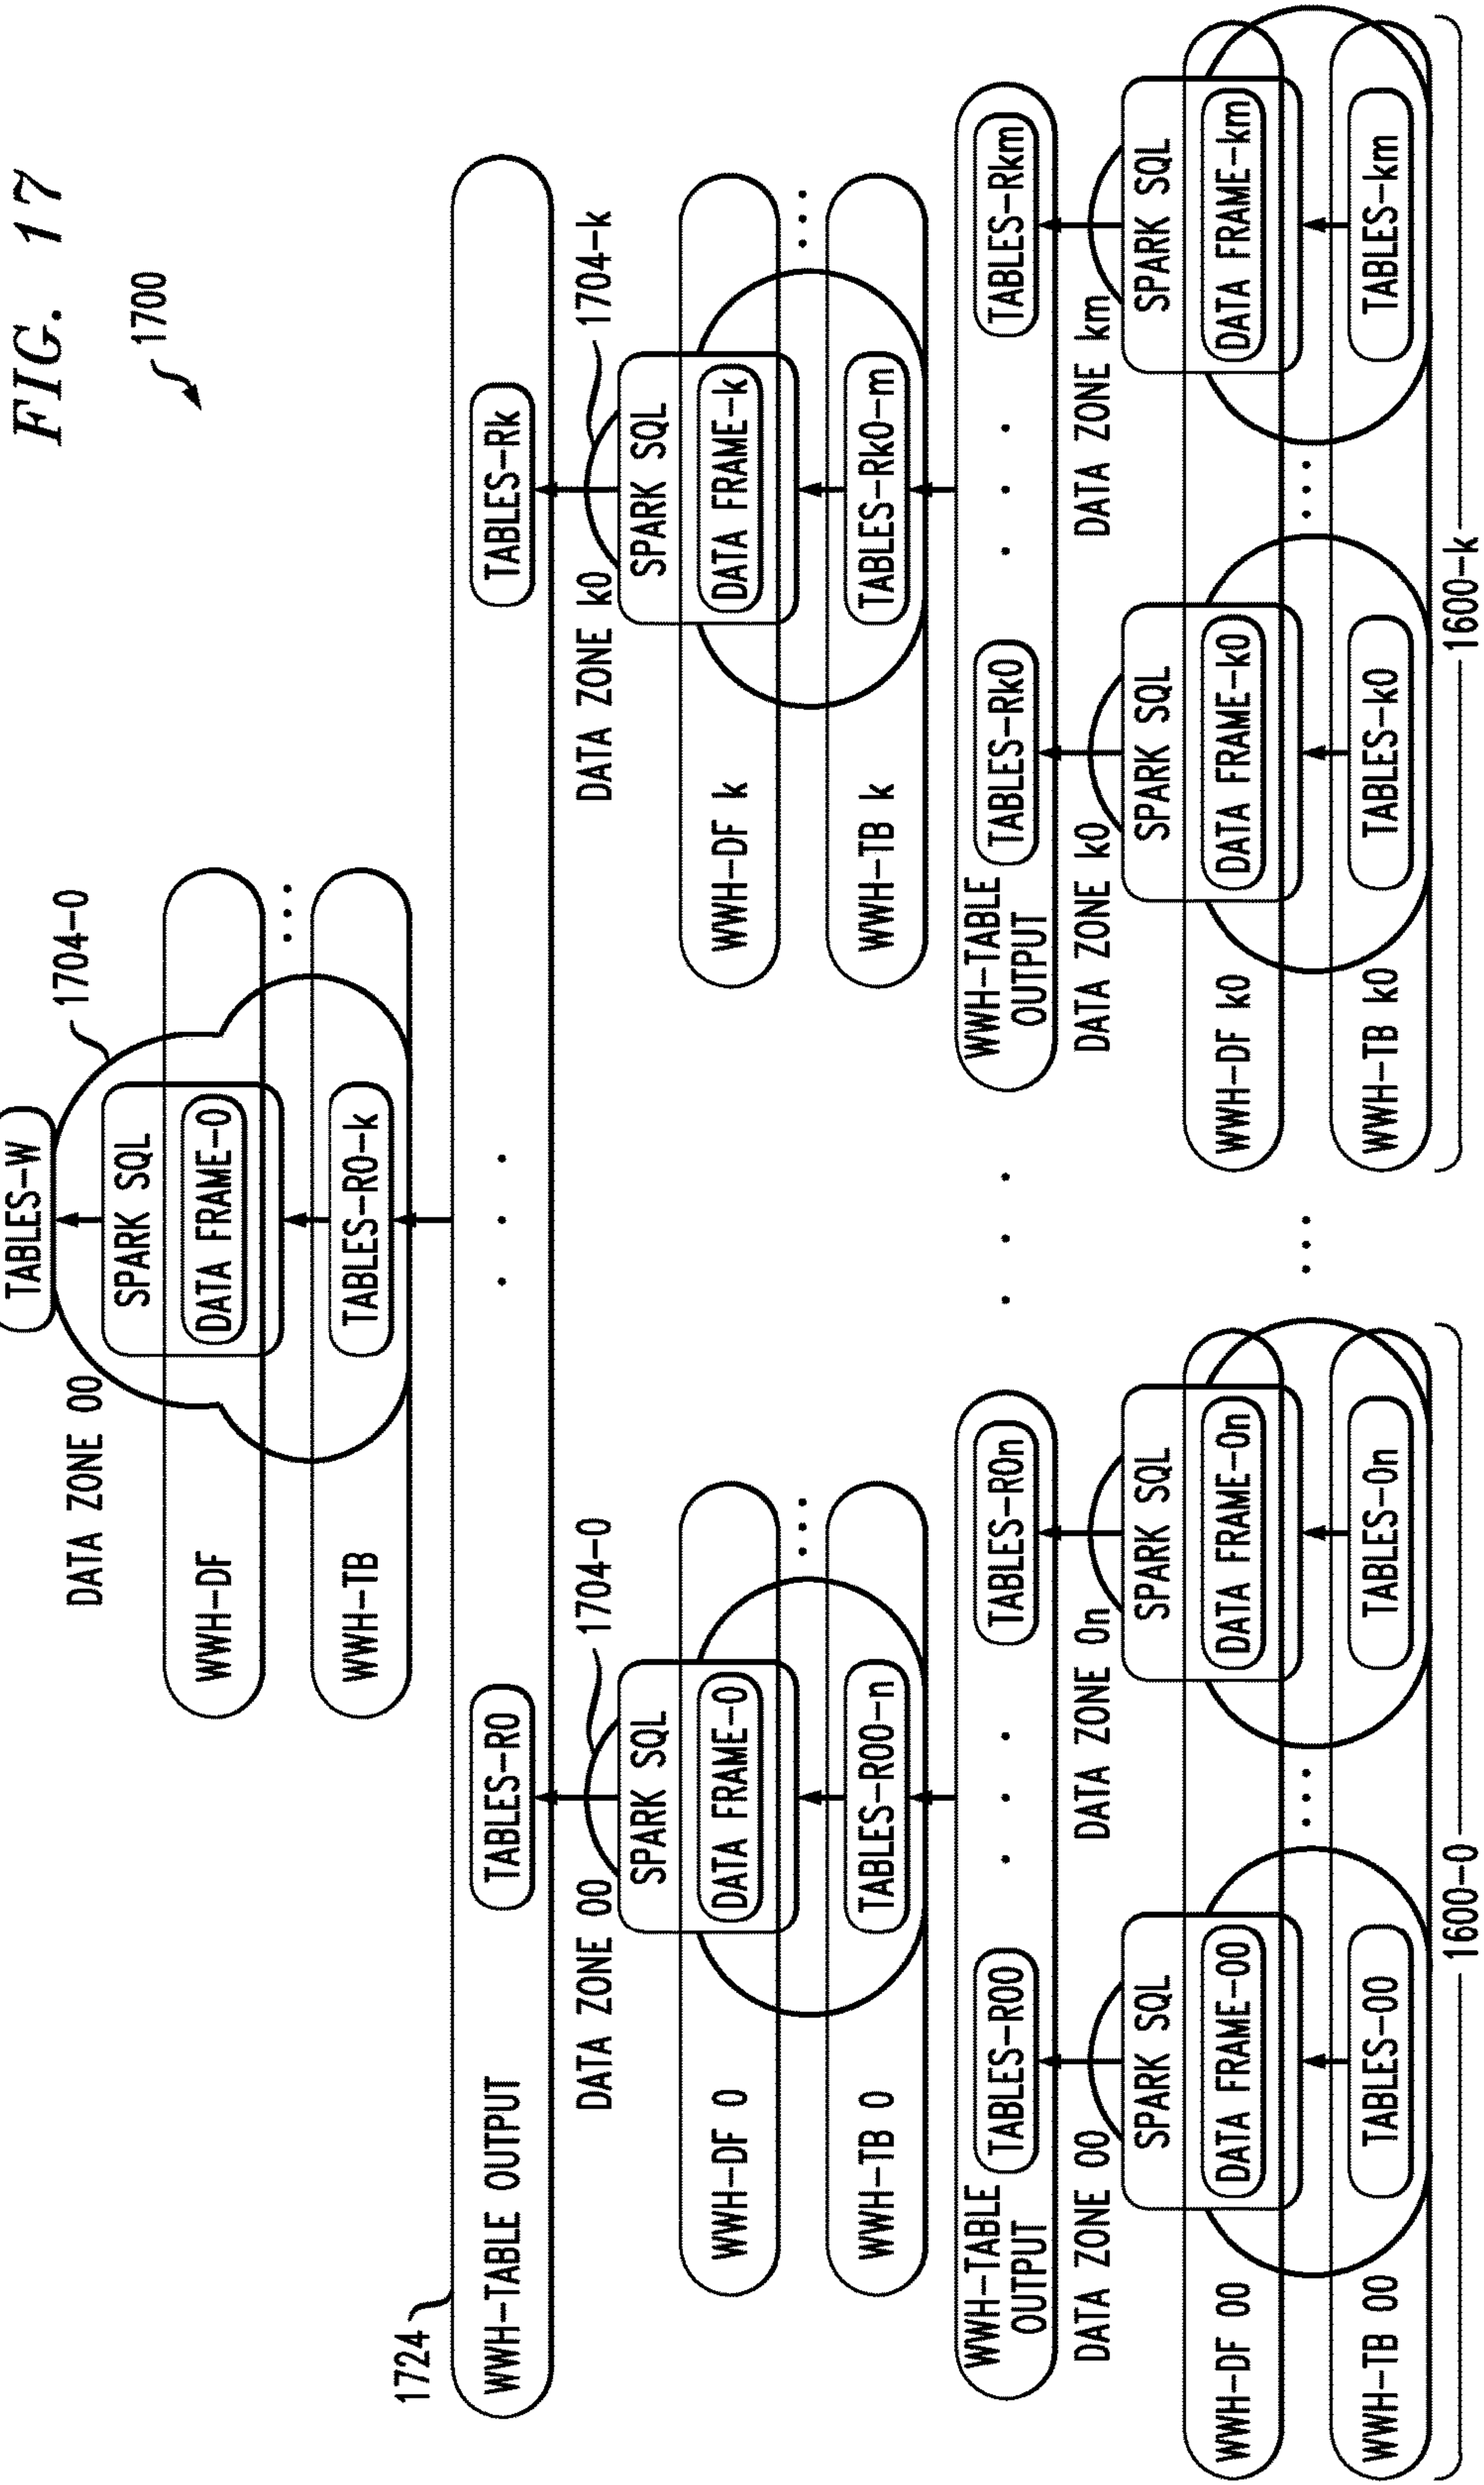 FIG. 17
1700
TABLES-W
1704-0
DATA ZONE 00
SPARK SQL
WWH-DF
DATA FRAME-0
...
WWH-TB
TABLES-R0-k
1724
WWH-TABLE OUTPUT
TABLES-R0
. . .
TABLES-Rk
DATA ZONE 00
1704-0
SPARK SQL
WWH-DF 0
DATA FRAME-0
...
WWH-TB 0
TABLES-R00-n
DATA ZONE k0
1704-k
SPARK SQL
WWH-DF k
DATA FRAME-k
...
WWH-TB k
TABLES-Rk0-m
WWH-TABLE
OUTPUT
TABLES-R00
. . .
TABLES-R0n
. . .
WWH-TABLE
OUTPUT
TABLES-Rk0
. . .
TABLES-Rkm
DATA ZONE 00
SPARK SQL
WWH-DF 00
DATA FRAME-00
WWH-TB 00
TABLES-00
...
DATA ZONE 0n
SPARK SQL
DATA FRAME-0n
TABLES-0n
1600-0
...
DATA ZONE k0
SPARK SQL
WWH-DF k0
DATA FRAME-k0
WWH-TB k0
TABLES-k0
...
DATA ZONE km
SPARK SQL
DATA FRAME-km
TABLES-km
1600-k